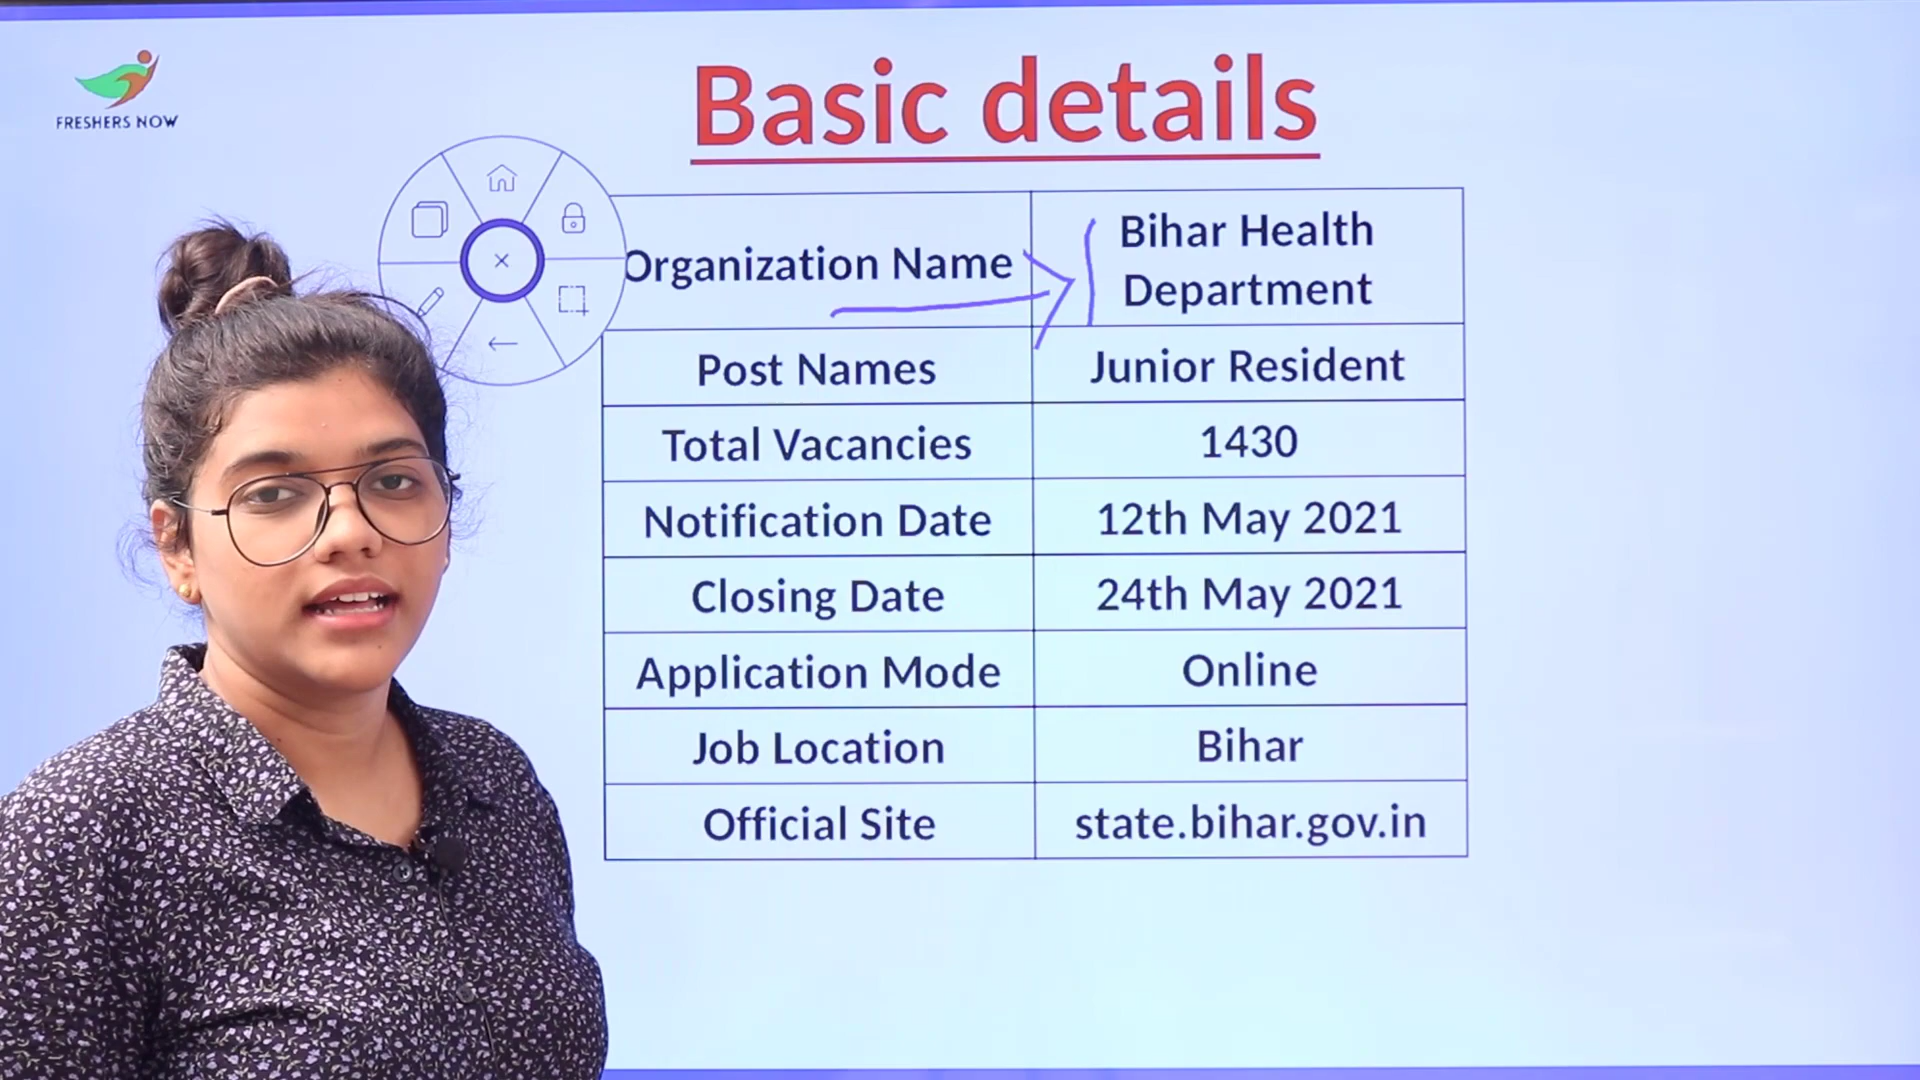 FRESHERS NOW
Basic details
Organization Name
Bihar Health
Department
Post Names
Junior Resident
Total Vacancies
1430
Notification Date
12th May 2021
Closing Date
24th May 2021
Application Mode
Online
Job Location
Bihar
Official Site
state.bihar.gov.in